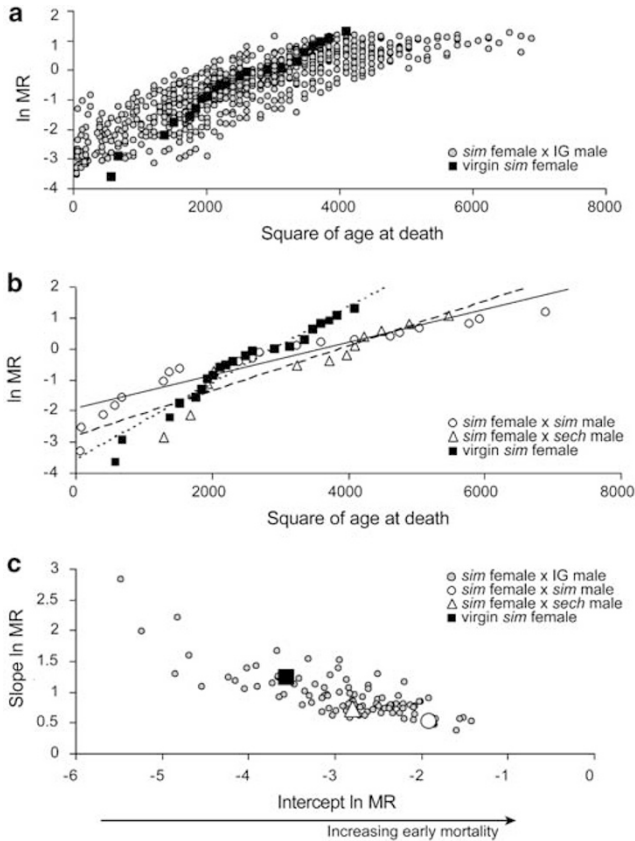 a
2
1
0
-1
-2
-3
-4
ln MR
sim female x IG male
virgin sim female
0 2000 4000 6000 8000
Square of age at death
b
2
1
0
-1
-2
-3
-4
ln MR
sim female x sim male
sim female x sech male
virgin sim female
0 2000 4000 6000 8000
Square of age at death
c
3
2.5
2
1.5
1
0.5
0
Slope ln MR
sim female x IG male
sim female x sim male
sim female x sech male
virgin sim female
-6 -5 -4 -3 -2 -1 0
Intercept ln MR
Increasing early mortality